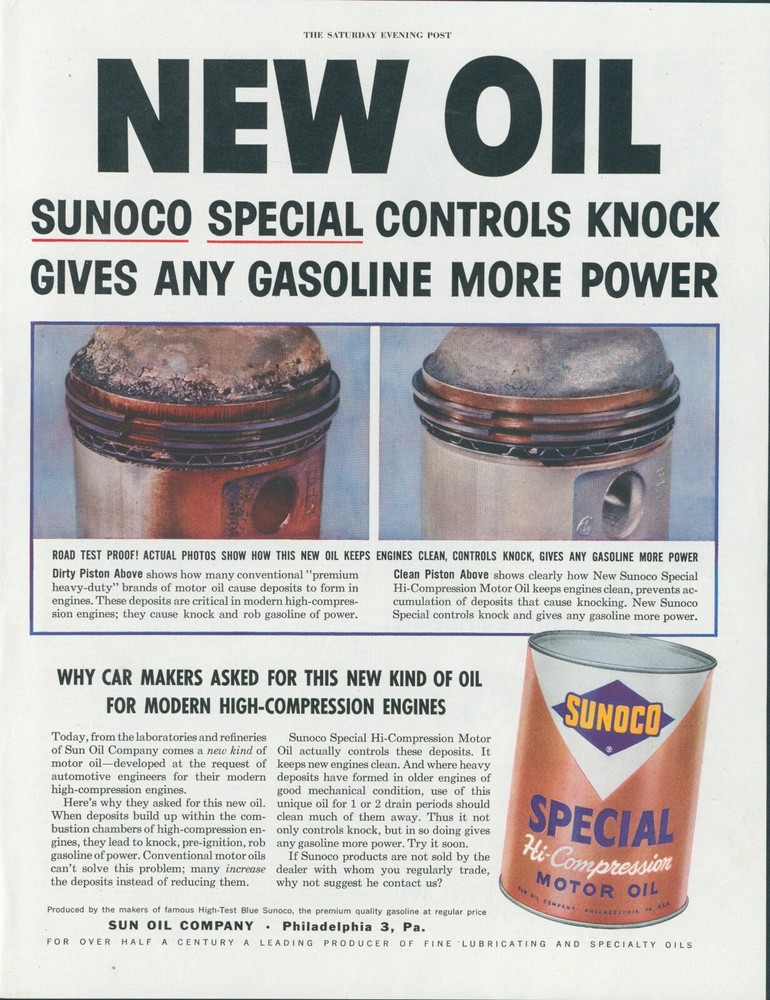 THE SATURDAY EVENING POST
NEW OIL
SUNOCO SPECIAL CONTROLS KNOCK
GIVES ANY GASOLINE MORE POWER
ROAD TEST PROOF! ACTUAL PHOTOS SHOW HOW THIS NEW OIL KEEPS ENGINES CLEAN, CONTROLS KNOCK, GIVES ANY GASOLINE MORE POWER
Dirty Piston Above shows how many conventional "premium
heavy-duty" brands of motor oil cause deposits to form in
engines. These deposits are critical in modern high-compres-
sion engines; they cause knock and rob gasoline of power.
Clean Piston Above shows clearly how New Sunoco Special
Hi-Compression Motor Oil keeps engines clean, prevents ac-
cumulation of deposits that cause knocking. New Sunoco
Special controls knock and gives any gasoline more power.
WHY CAR MAKERS ASKED FOR THIS NEW KIND OF OIL
FOR MODERN HIGH-COMPRESSION ENGINES
Today, from the laboratories and refineries
of Sun Oil Company comes a new kind of
motor oil—developed at the request of
automotive engineers for their modern
high-compression engines.
Here's why they asked for this new oil.
When deposits build up within the com-
bustion chambers of high-compression en-
gines, they lead to knock, pre-ignition, rob
gasoline of power. Conventional motor oils
can't solve this problem; many increase
the deposits instead of reducing them.
Sunoco Special Hi-Compression Motor
Oil actually controls these deposits. It
keeps new engines clean. And where heavy
deposits have formed in older engines of
good mechanical condition, use of this
unique oil for 1 or 2 drain periods should
clean much of them away. Thus it not
only controls knock, but in so doing gives
any gasoline more power. Try it soon.
If Sunoco products are not sold by the
dealer with whom you regularly trade,
why not suggest he contact us?
SUNOCO
®
SPECIAL
Hi-Compression
MOTOR OIL
SUN OIL COMPANY PHILADELPHIA PA. U.S.A.
Produced by the makers of famous High-Test Blue Sunoco, the premium quality gasoline at regular price
SUN OIL COMPANY • Philadelphia 3, Pa.
FOR OVER HALF A CENTURY A LEADING PRODUCER OF FINE LUBRICATING AND SPECIALTY OILS